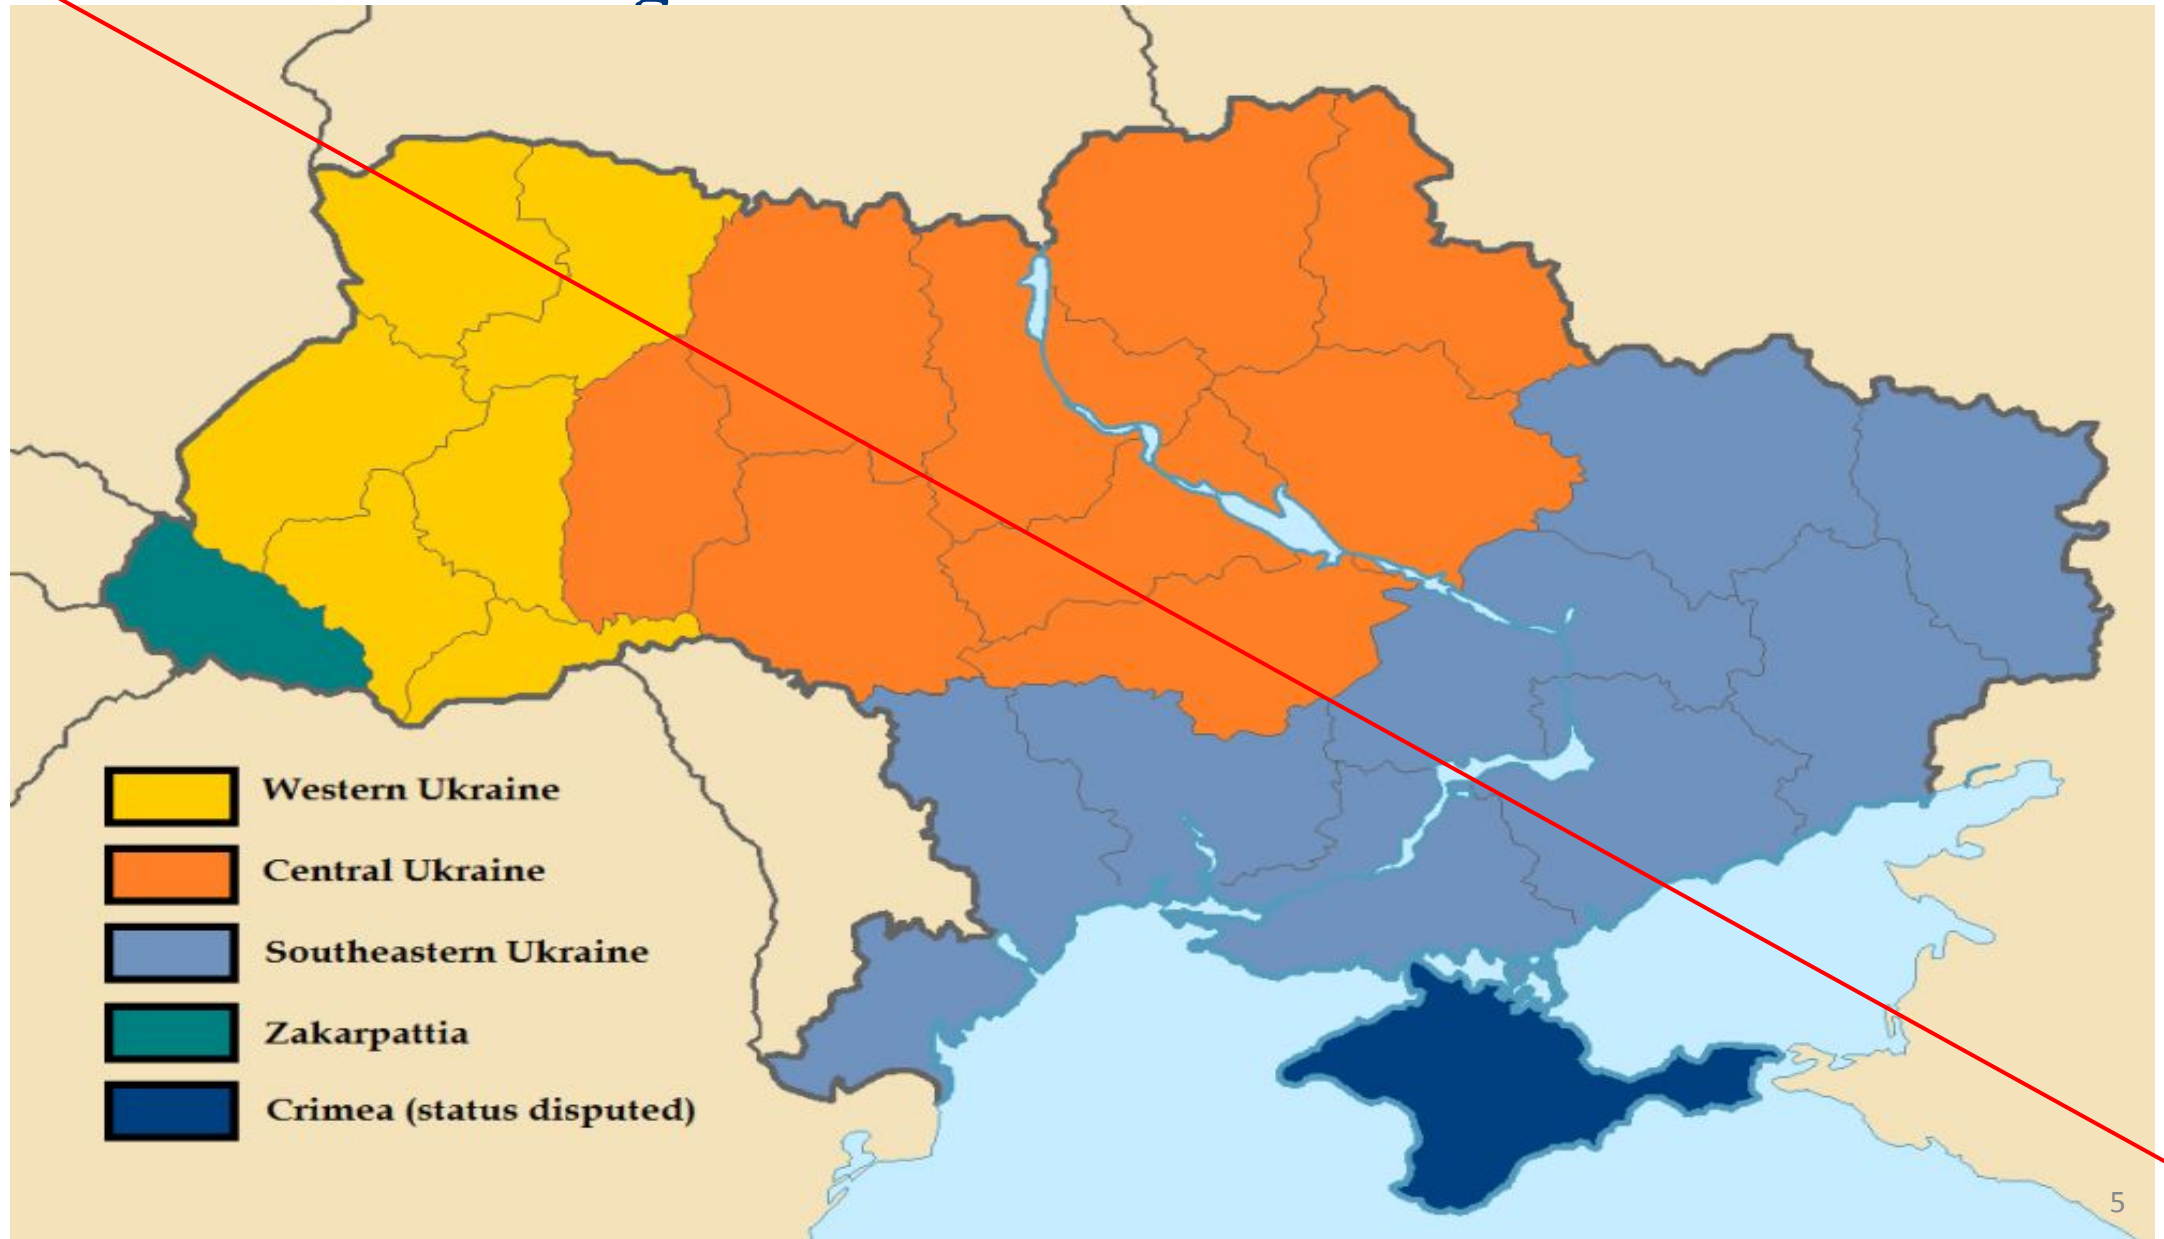 Western Ukraine
Central Ukraine
Southeastern Ukraine
Zakarpattia
Crimea (status disputed)
5